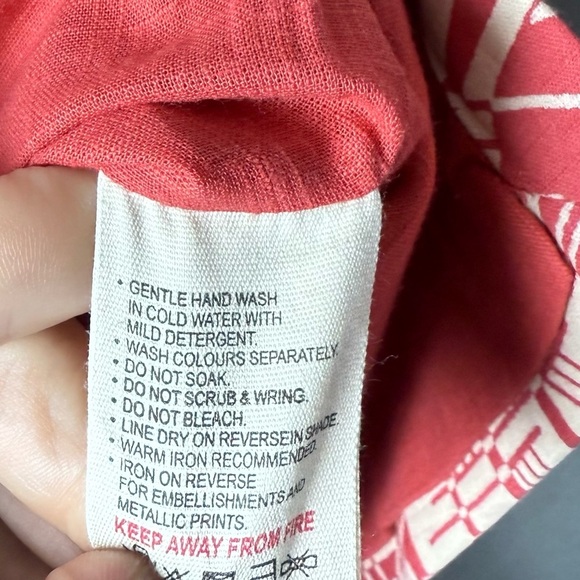 • GENTLE HAND WASH
IN COLD WATER WITH
MILD DETERGENT.
• WASH COLOURS SEPARATELY.
• DO NOT SOAK.
• DO NOT SCRUB & WRING.
• DO NOT BLEACH.
• LINE DRY ON REVERSEIN SHADE.
• WARM IRON RECOMMENDED.
• IRON ON REVERSE
FOR EMBELLISHMENTS AND
METALLIC PRINTS.
KEEP AWAY FROM FIRE